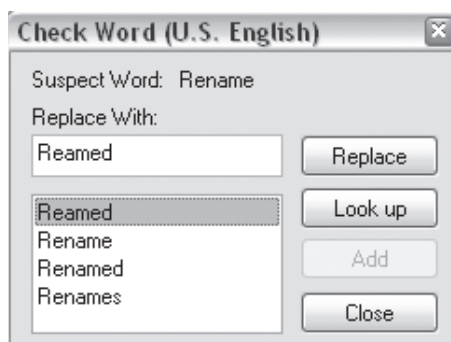 Check Word (U.S. English)
Suspect Word: Rename
Replace With:
Reamed
Replace
Reamed
Rename
Renamed
Renames
Look up
Add
Close